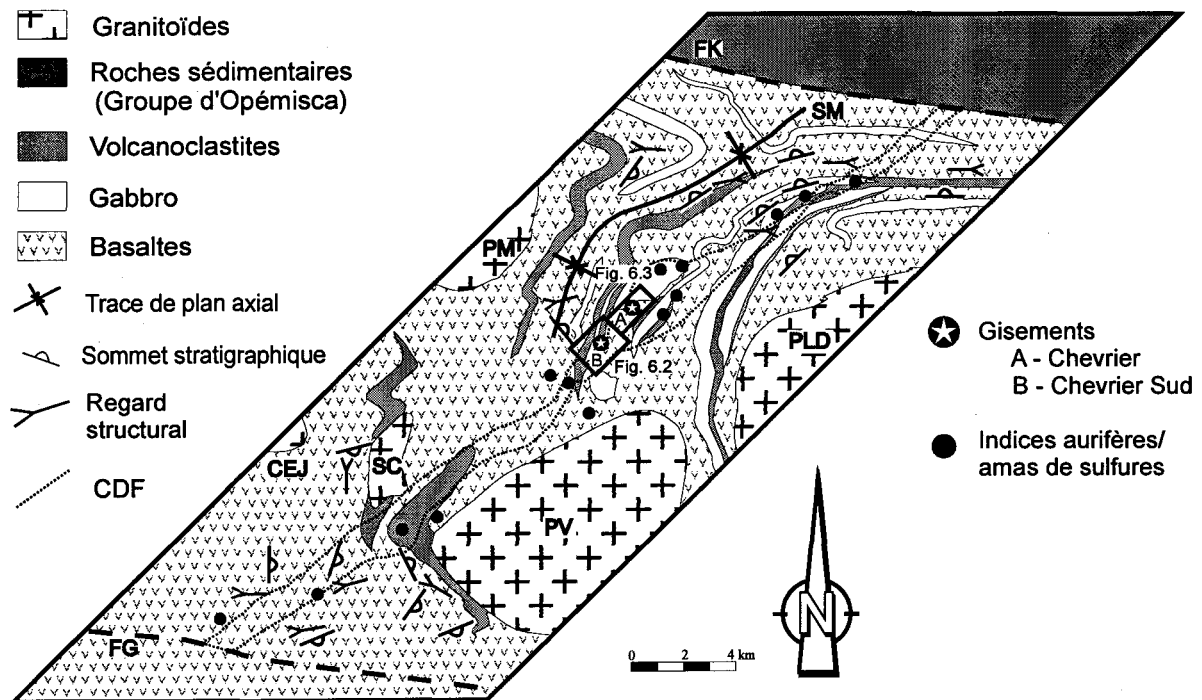 Granitoïdes
Roches sédimentaires
(Groupe d'Opémisca)
Volcanoclastites
Gabbro
Basaltes
Trace de plan axial
Sommet stratigraphique
Regard
structural
CDF
FK
SM
PM
Fig. 6.3
A
B
Fig. 6.2
PLD
CEJ
SC
PV
FG
Gisements
A - Chevrier
B - Chevrier Sud
Indices aurifères/
amas de sulfures
N
0 2 4 km